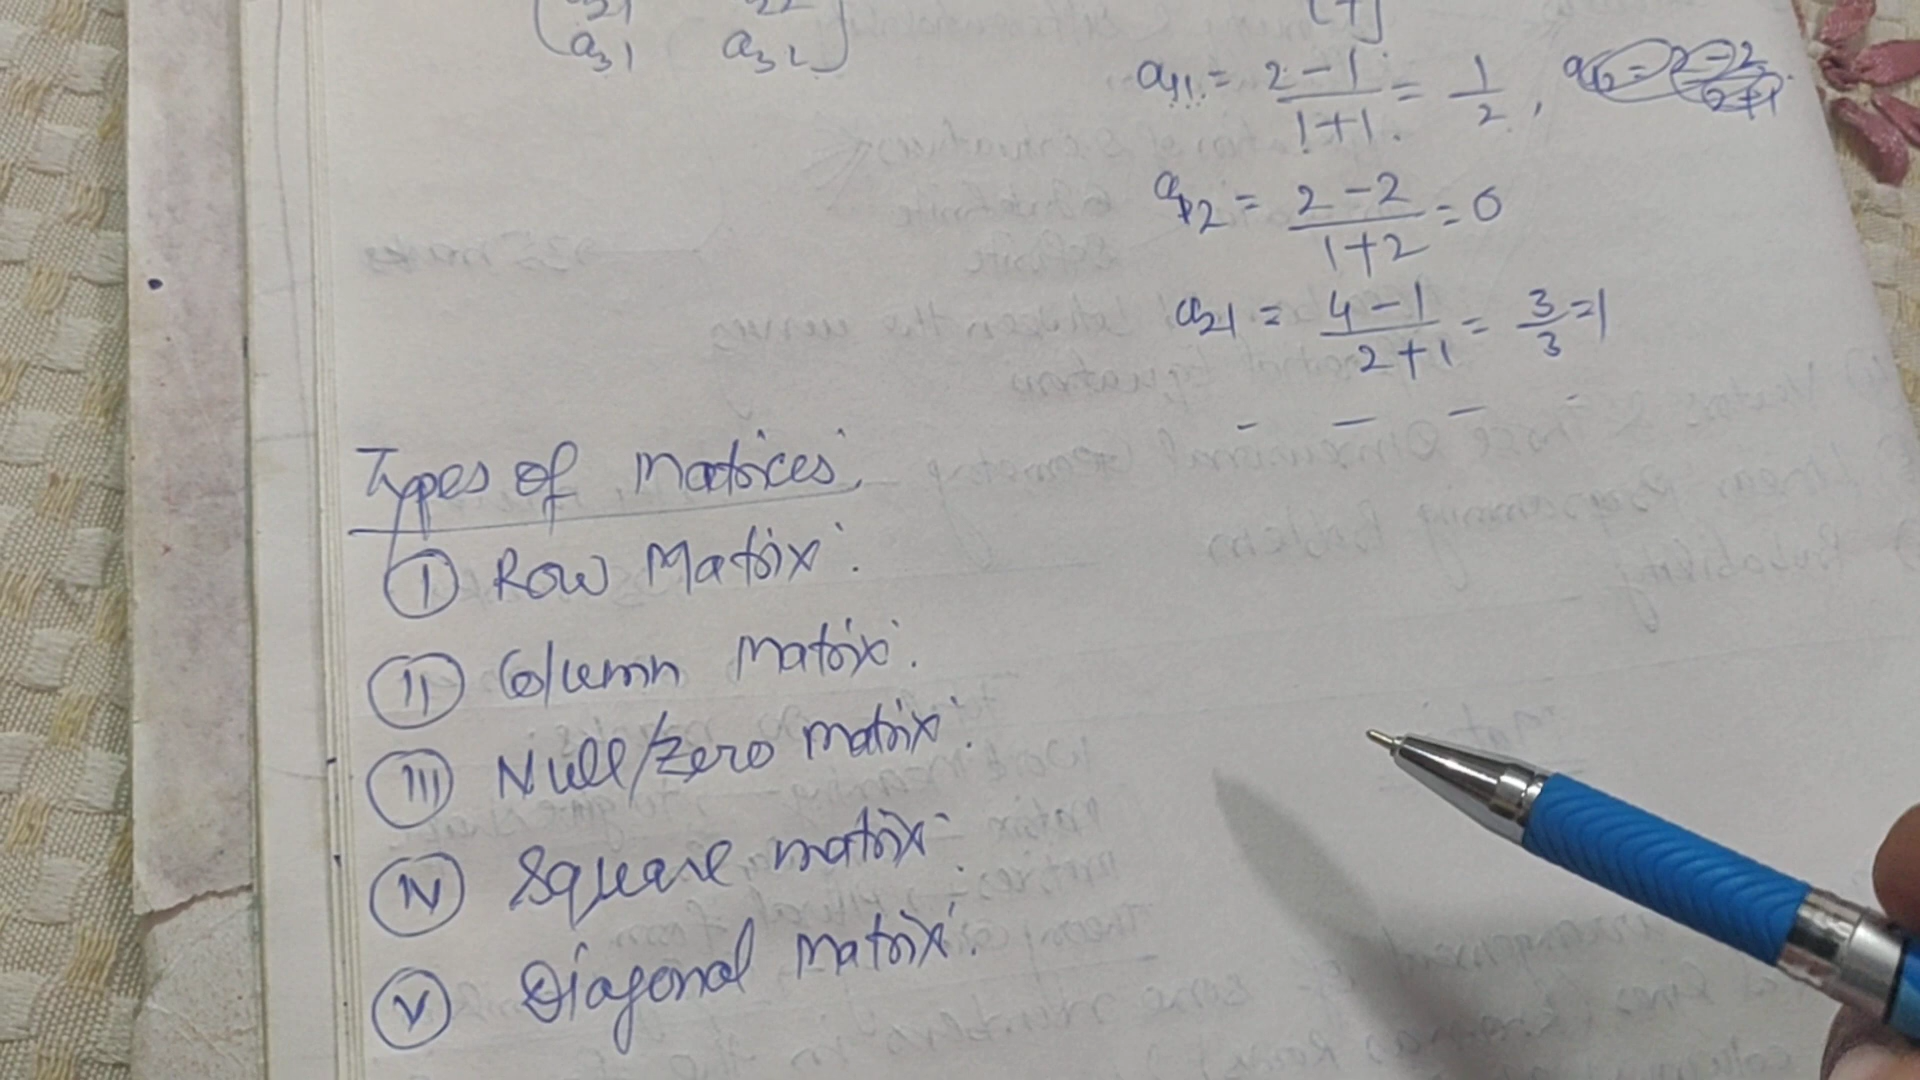 a31 a32
a11 = 2-1/1+1 = 1/2,
a12 = 2-2/1+2 = 0
a21 = 4-1/2+1 = 3/3 = 1
- - - -
Types of Matrices:
(I) Row Matrix:
(II) Column Matrix:
(III) Null/Zero matrix:
(IV) Square matrix:
(V) Diagonal Matrix: